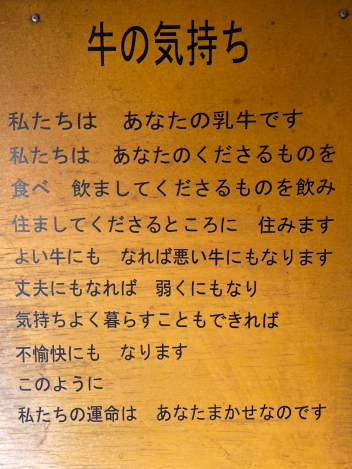 牛の気持ち
私たちは　あなたの乳牛です
私たちは　あなたのくださるものを
食べ　飲ましてくださるものを飲み
住ましてくださるところに　住みます
よい牛にも　なれば悪い牛にもなります
丈夫にもなれば　弱くにもなり
気持ちよく暮らすこともできれば
不愉快にも　なります
このように
私たちの運命は　あなたまかせなのです